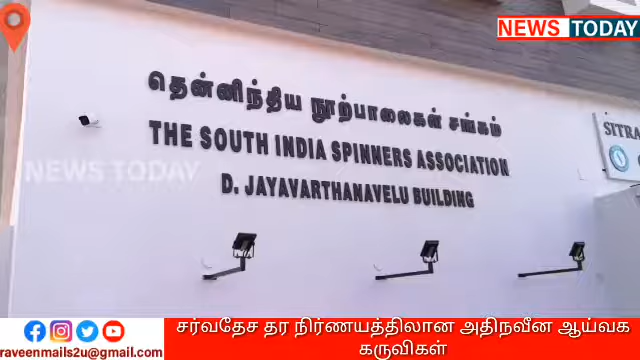 NEWS TODAY
தென்னிந்திய நூற்பாலைகள் சங்கம்
THE SOUTH INDIA SPINNERS ASSOCIATION
D. JAYAVARTHANAVELU BUILDING
SITRA
NEWS TODAY
சர்வதேச தர நிர்ணயத்திலான அதிநவீன ஆய்வக
கருவிகள்
raveenmails2u@gmail.com